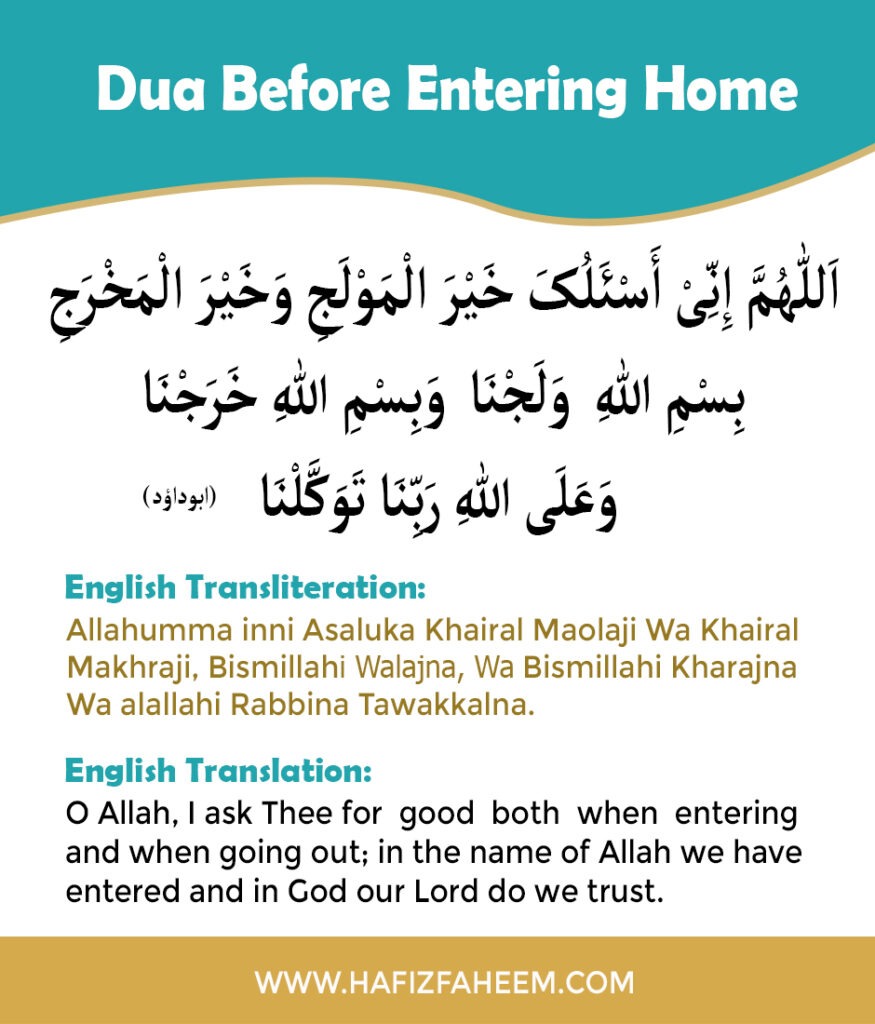 Dua Before Entering Home
اَللّٰهُمَّ إِنِّىْ أَسْئَلُکَ خَيْرَ الْمَوْلَجِ وَخَيْرَ الْمَخْرَجِ
بِسْمِ اللّٰهِ وَلَجْنَا وَبِسْمِ اللّٰهِ خَرَجْنَا
وَعَلَى اللّٰهِ رَبِّنَا تَوَكَّلْنَا (ابوداؤد)
English Transliteration:
Allahumma inni Asaluka Khairal Maolaji Wa Khairal
Makhraji, Bismillahi Walajna, Wa Bismillahi Kharajna
Wa alallahi Rabbina Tawakkalna.
English Translation:
O Allah, I ask Thee for good both when entering
and when going out; in the name of Allah we have
entered and in God our Lord do we trust.
WWW.HAFIZFAHEEM.COM